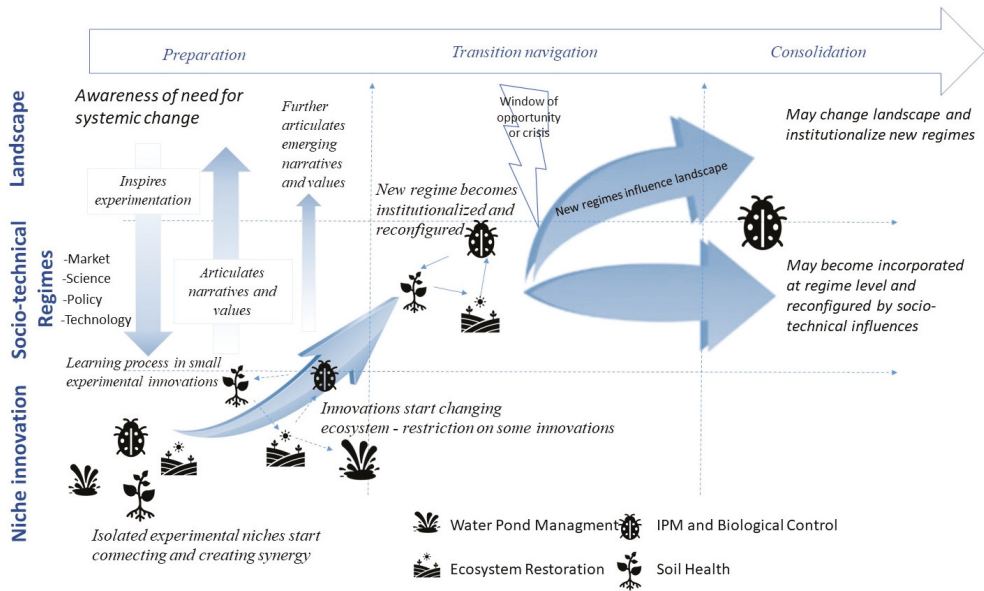 Preparation
Transition navigation
Consolidation
Landscape
Awareness of need for
systemic change
Further
articulates
emerging
narratives
and values
Window of
opportunity
or crisis
May change landscape and
institutionalize new regimes
Inspires
experimentation
New regime becomes
institutionalized and
reconfigured
New regimes influence landscape
Socio-technical
Regimes
-Market
-Science
-Policy
-Technology
Articulates
narratives and
values
May become incorporated
at regime level and
reconfigured by socio-
technical influences
Niche innovation
Learning process in small
experimental innovations
Innovations start changing
ecosystem - restriction on some innovations
Isolated experimental niches start
connecting and creating synergy
Water Pond Managment
IPM and Biological Control
Ecosystem Restoration
Soil Health